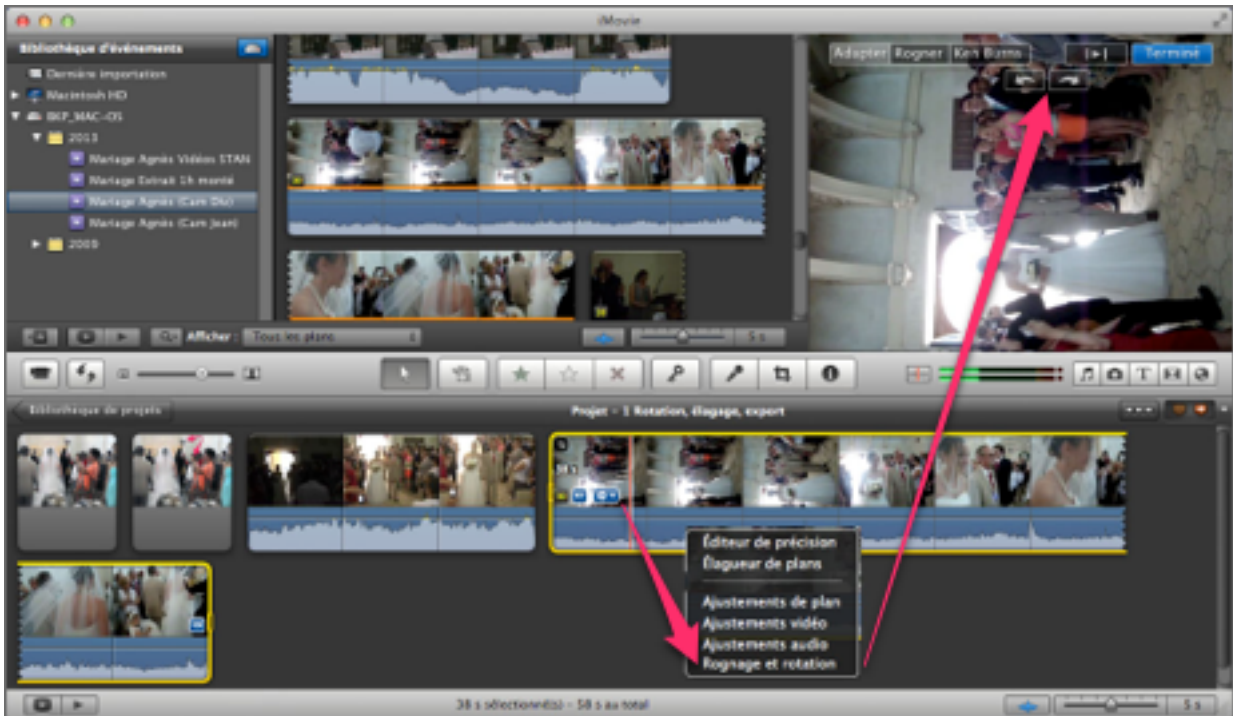 iMovie
Bibliothèque d'événements
Dernière importation
Macintosh HD
BKP_MAC-OS
2013
Mariage Agnès Vidéos STAN
Mariage Extrait 1h monté
Mariage Agnès (Cam Div)
Mariage Agnès (Cam Jean)
2009
Adapter Rogner Ken Burns Terminé
Afficher : Tous les plans 5 s
Bibliothèque de projets
Projet - 1 Rotation, élagage, export
Éditeur de précision
Élagueur de plans
Ajustements de plan
Ajustements vidéo
Ajustements audio
Rognage et rotation
38 s sélectionné(s) - 58 s au total
5 s